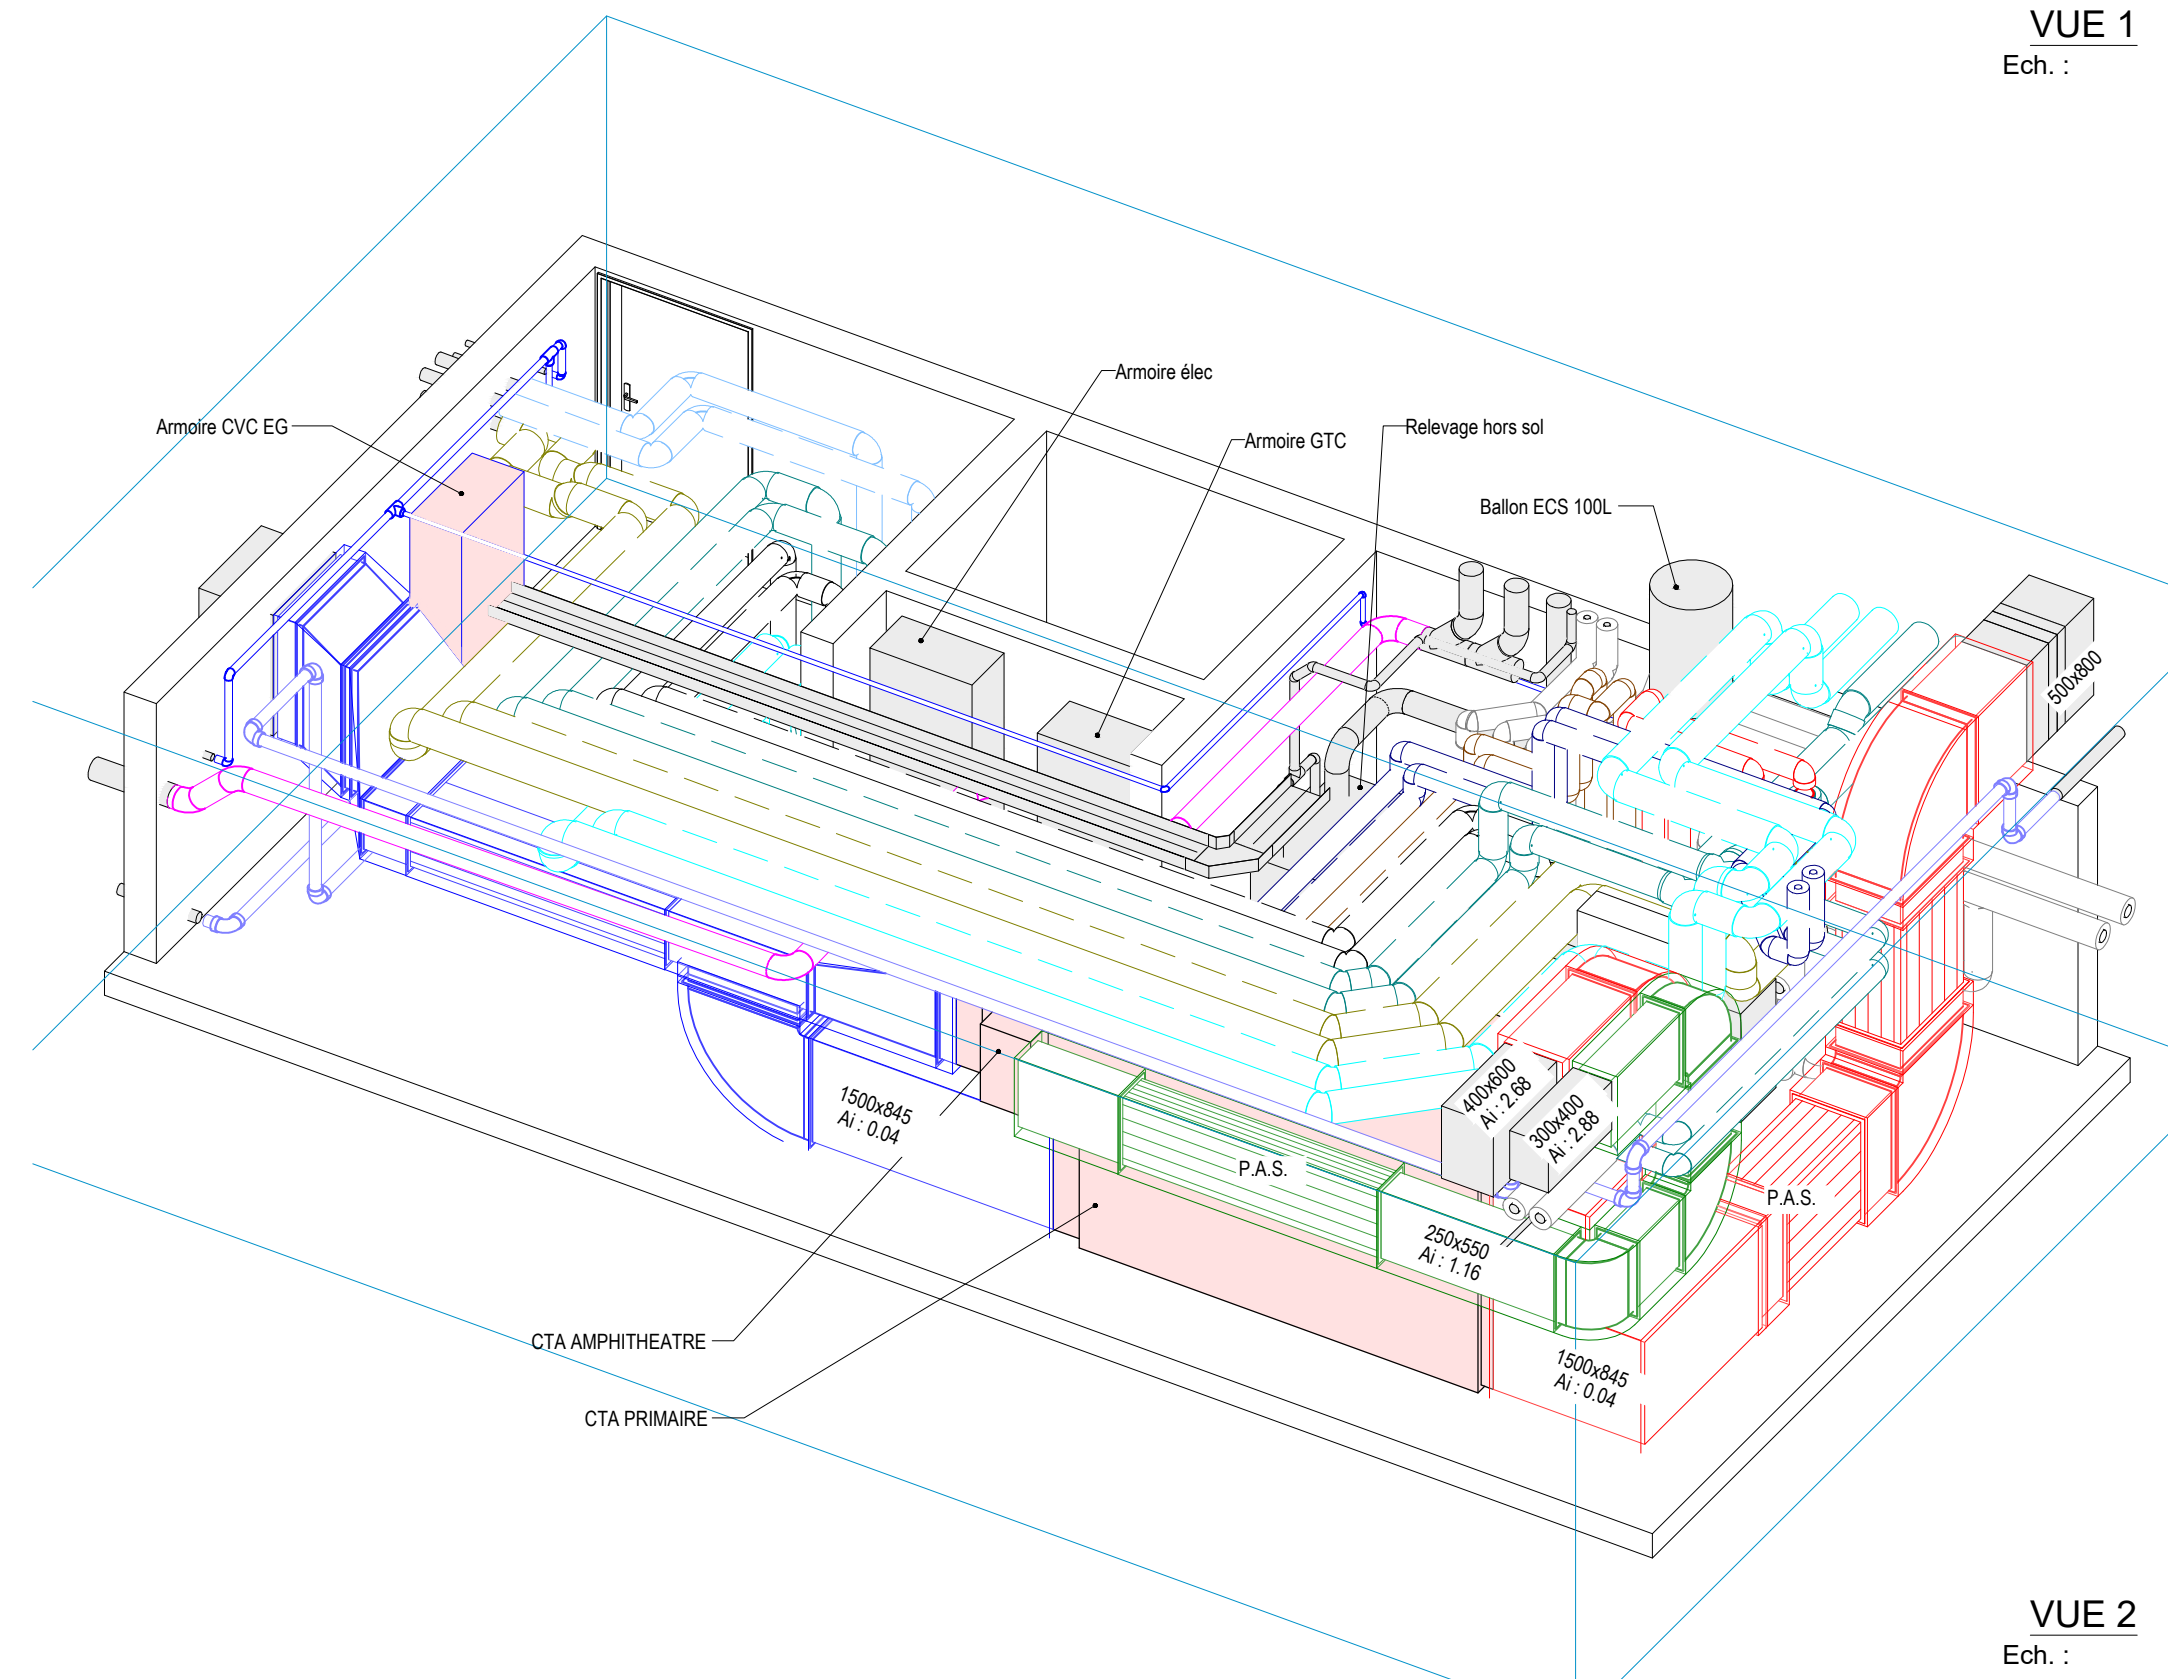 VUE 1
Ech. :
Armoire élec
Armoire CVC EG
Relevage hors sol
Armoire GTC
Ballon ECS 100L
500x800
1500x845
Ai : 0.04
400x600
Ai : 2.68
300x400
Ai : 2.88
P.A.S.
P.A.S.
250x550
Ai : 1.16
CTA AMPHITHEATRE
1500x845
Ai : 0.04
CTA PRIMAIRE
VUE 2
Ech. :